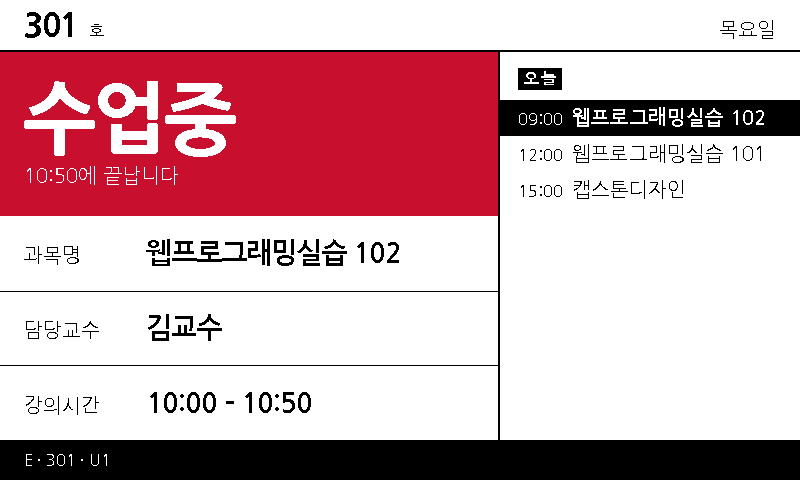 301 호
목요일
수업중
10:50에 끝납니다
과목명 웹프로그래밍실습 102
담당교수 김교수
강의시간 10:00 - 10:50
오늘
09:00 웹프로그래밍실습 102
12:00 웹프로그래밍실습 101
15:00 캡스톤디자인
E · 301 · U1